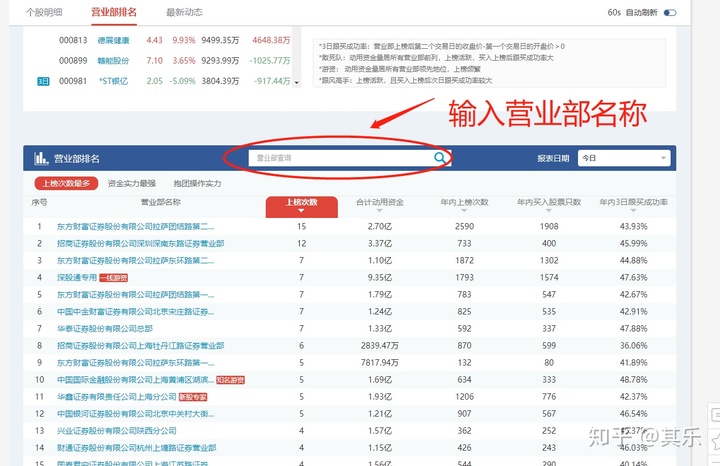 个股明细 营业部排名 最新动态 60s 自动刷新
000813 德展健康 4.43 9.93% 9499.35万 4648.38万
000899 赣能股份 7.10 3.65% 9293.99万 -1025.77万
3日 000981 *ST银亿 2.05 -5.09% 3804.39万 -917.44万
*3日跟买成功率：营业部上榜后第二个交易日的收盘价-第一个交易日的开盘价＞0
*敢死队：动用资金量居所有营业部前列，上榜活跃，买入上榜后跟买成功率大
*游资： 动用资金量居所有营业部领先地位，上榜频繁
*跟风高手：上榜活跃，且买入上榜后次日跟买成功率较大
输入营业部名称
营业部排名 营业部查询 报表日期 今日
上榜次数最多 资金实力最强 抱团操作实力
序号 营业部名称 上榜次数 合计动用资金 年内上榜次数 年内买入股票只数 年内3日跟买成功率
1 东方财富证券股份有限公司拉萨团结路第二... 15 2.70亿 2590 1908 43.93%
2 招商证券股份有限公司深圳深南东路证券营业部 12 3.37亿 733 400 45.99%
3 东方财富证券股份有限公司拉萨东环路第二... 7 1.10亿 1872 1302 44.88%
4 深股通专用 一线游资 7 9.35亿 1793 1574 47.63%
5 东方财富证券股份有限公司拉萨团结路第一... 7 1.79亿 783 547 42.67%
6 中国中金财富证券有限公司北京宋庄路证券... 7 1.24亿 825 535 42.91%
7 华泰证券股份有限公司总部 7 1.33亿 592 337 47.88%
8 招商证券股份有限公司上海牡丹江路证券营业部 6 2839.47万 870 599 36.06%
9 东方财富证券股份有限公司拉萨东环路第一... 5 7817.94万 132 80 41.89%
10 中国国际金融股份有限公司上海黄浦区湖滨... 知名游资 5 1.69亿 634 333 48.78%
11 华鑫证券有限责任公司上海分公司 新股专家 5 1.93亿 1206 776 42.37%
12 中国银河证券股份有限公司北京中关村大街... 5 1.21亿 907 567 46.54%
13 兴业证券股份有限公司陕西分公司 4 1.57亿 362 252
14 财通证券股份有限公司杭州上塘路证券营业部 4 1.15亿 426 243
知乎 @其乐